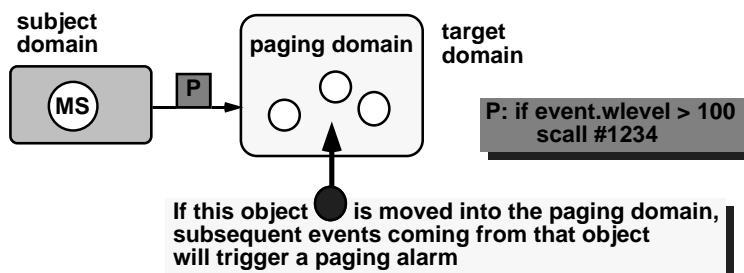 subject
domain
MS
P
paging domain
target
domain
P: if event.wlevel > 100
scall #1234
If this object is moved into the paging domain,
subsequent events coming from that object
will trigger a paging alarm